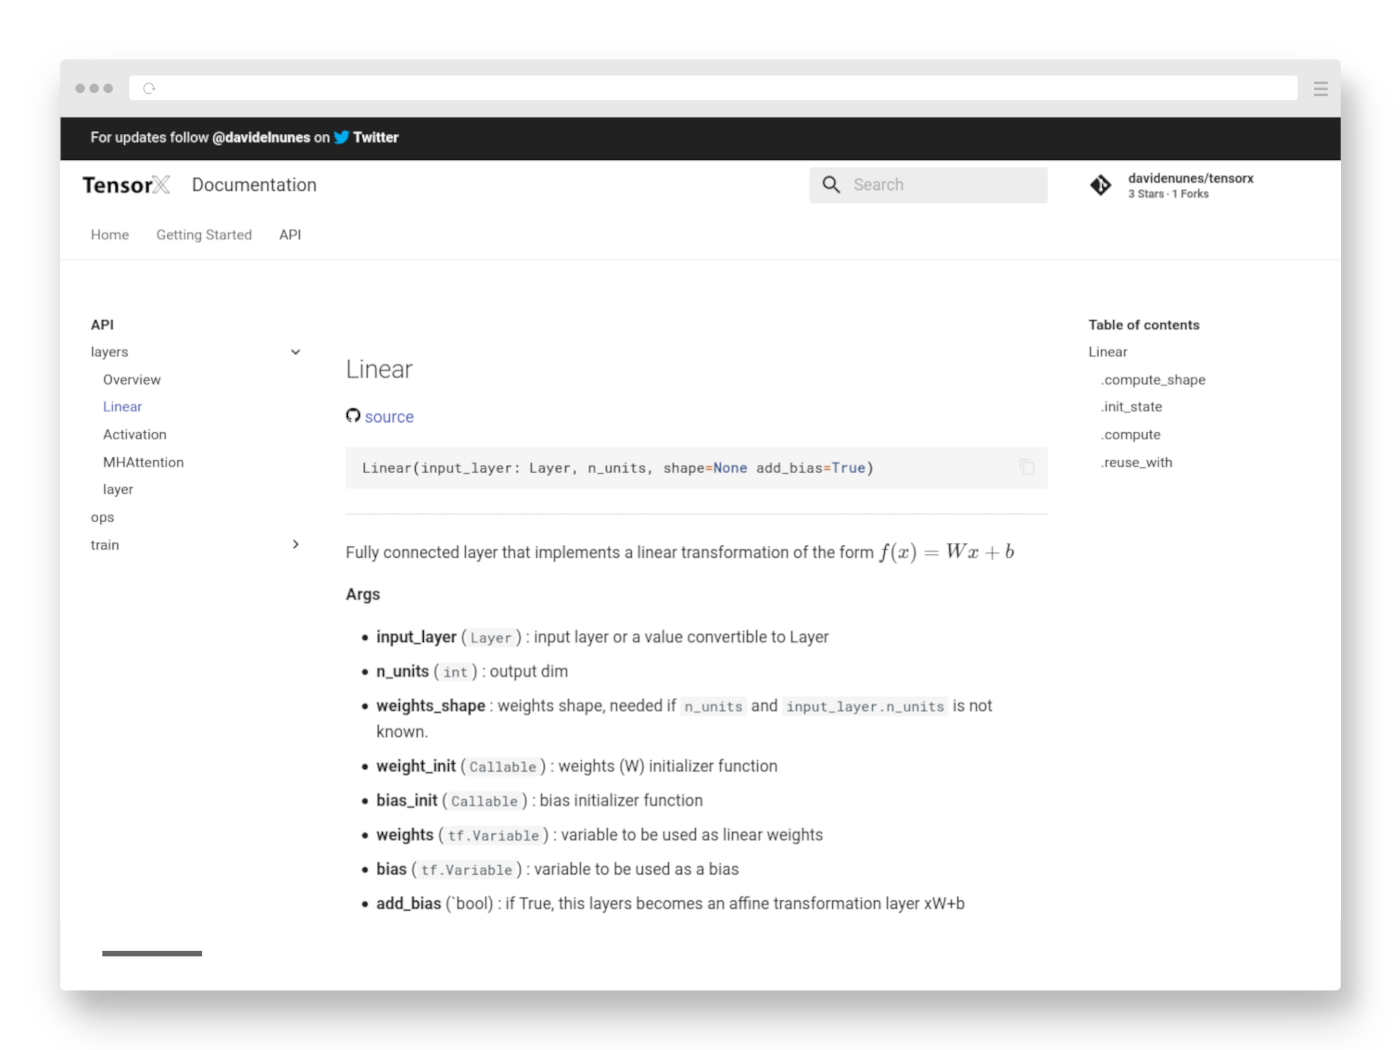 For updates follow @davidelnunes on Twitter
TensorX Documentation
Search
davidenunes/tensorx
3 Stars · 1 Forks
Home Getting Started API
API
layers
Overview
Linear
Activation
MHAttention
layer
ops
train
Linear
source
Linear(input_layer: Layer, n_units, shape=None add_bias=True)
Fully connected layer that implements a linear transformation of the form f(x) = Wx + b
Args
• input_layer ( Layer ) : input layer or a value convertible to Layer
• n_units ( int ) : output dim
• weights_shape : weights shape, needed if n_units and input_layer.n_units is not
known.
• weight_init ( Callable ) : weights (W) initializer function
• bias_init ( Callable ) : bias initializer function
• weights ( tf.Variable ) : variable to be used as linear weights
• bias ( tf.Variable ) : variable to be used as a bias
• add_bias (`bool) : if True, this layers becomes an affine transformation layer xW+b
Table of contents
Linear
.compute_shape
.init_state
.compute
.reuse_with